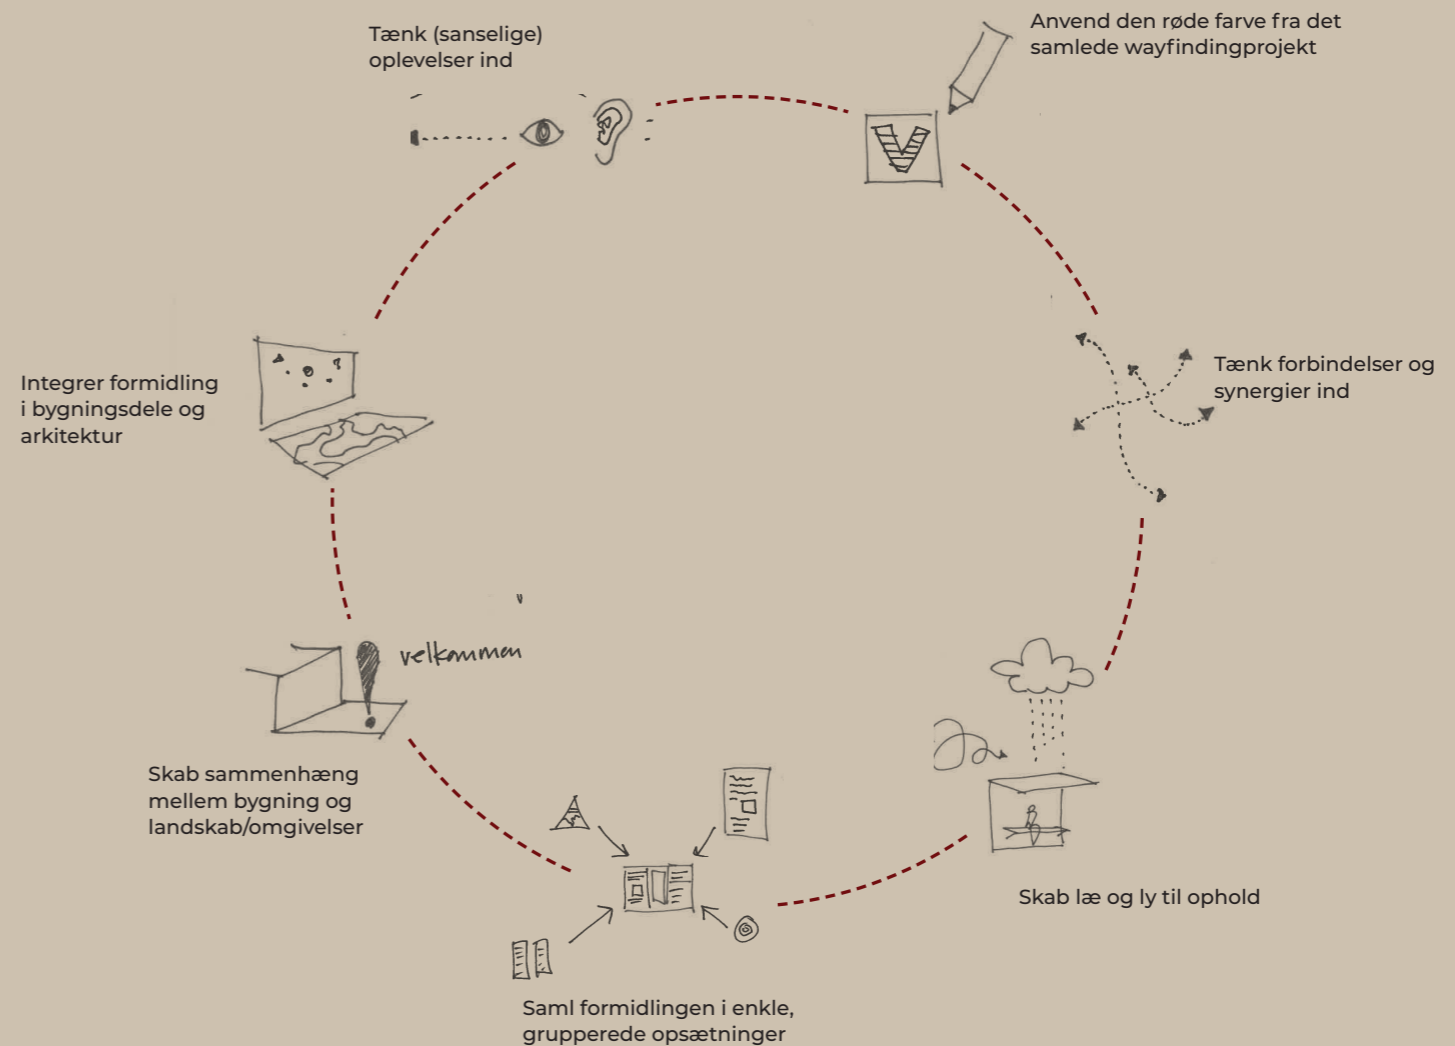 Tænk (sanselige)
oplevelser ind
Anvend den røde farve fra det
samlede wayfindingprojekt
V
Tænk forbindelser og
synergier ind
Integrer formidling
i bygningsdele og
arkitektur
velkommen
Skab sammenhæng
mellem bygning og
landskab/omgivelser
Skab læ og ly til ophold
Saml formidlingen i enkle,
grupperede opsætninger